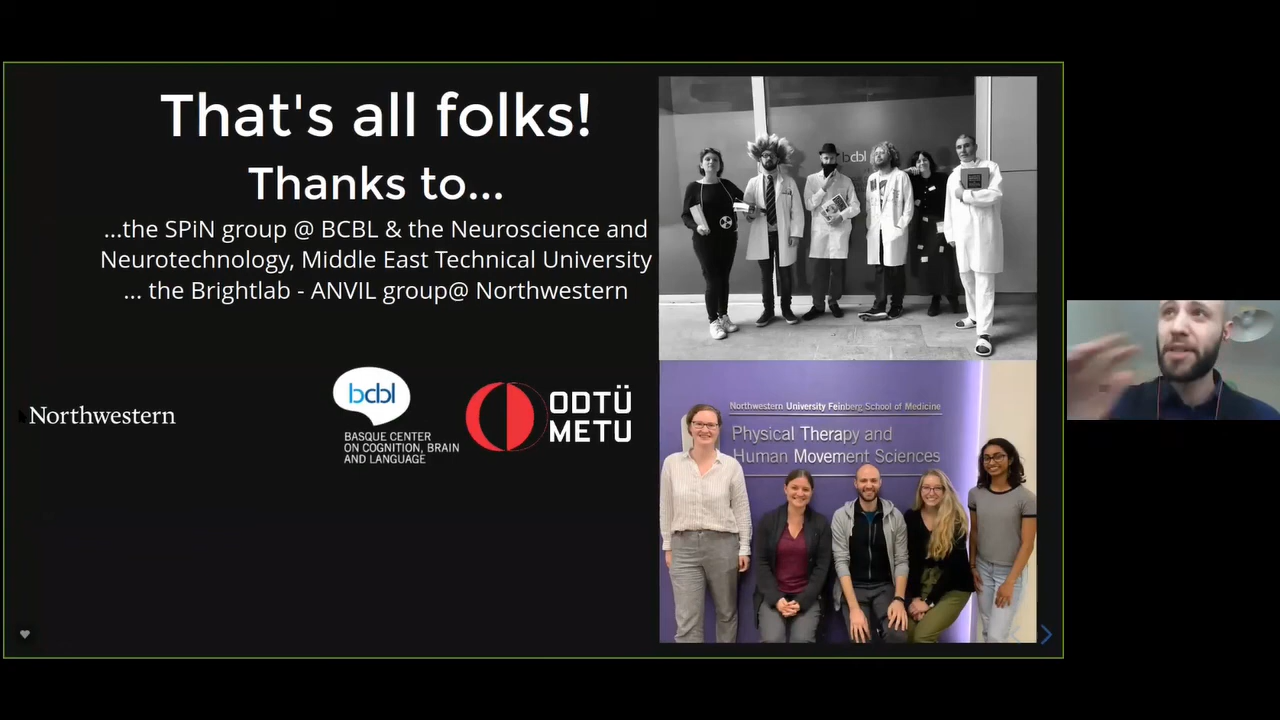 That's all folks!
Thanks to...
...the SPiN group @ BCBL & the Neuroscience and
Neurotechnology, Middle East Technical University
... the Brightlab - ANVIL group@ Northwestern
Northwestern
bcbl
BASQUE CENTER
ON COGNITION, BRAIN
AND LANGUAGE
ODTÜ
METU
bcbl
Northwestern University Feinberg School of Medicine
Physical Therapy and
Human Movement Sciences